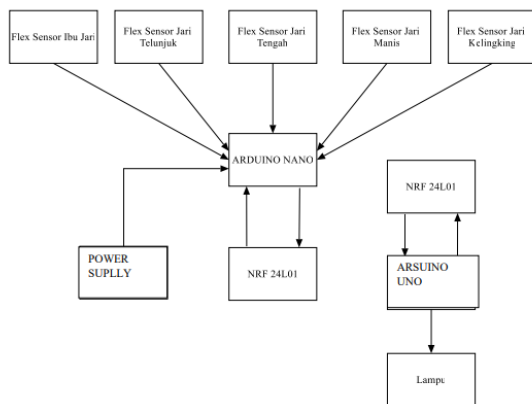 Flex Sensor Ibu Jari
Flex Sensor Jari
Telunjuk
Flex Sensor Jari
Tengah
Flex Sensor Jari
Manis
Flex Sensor Jari
Kelingking
ARDUINO NANO
NRF 24L01
POWER
SUPLLY
NRF 24L01
ARSUINO
UNO
Lampu